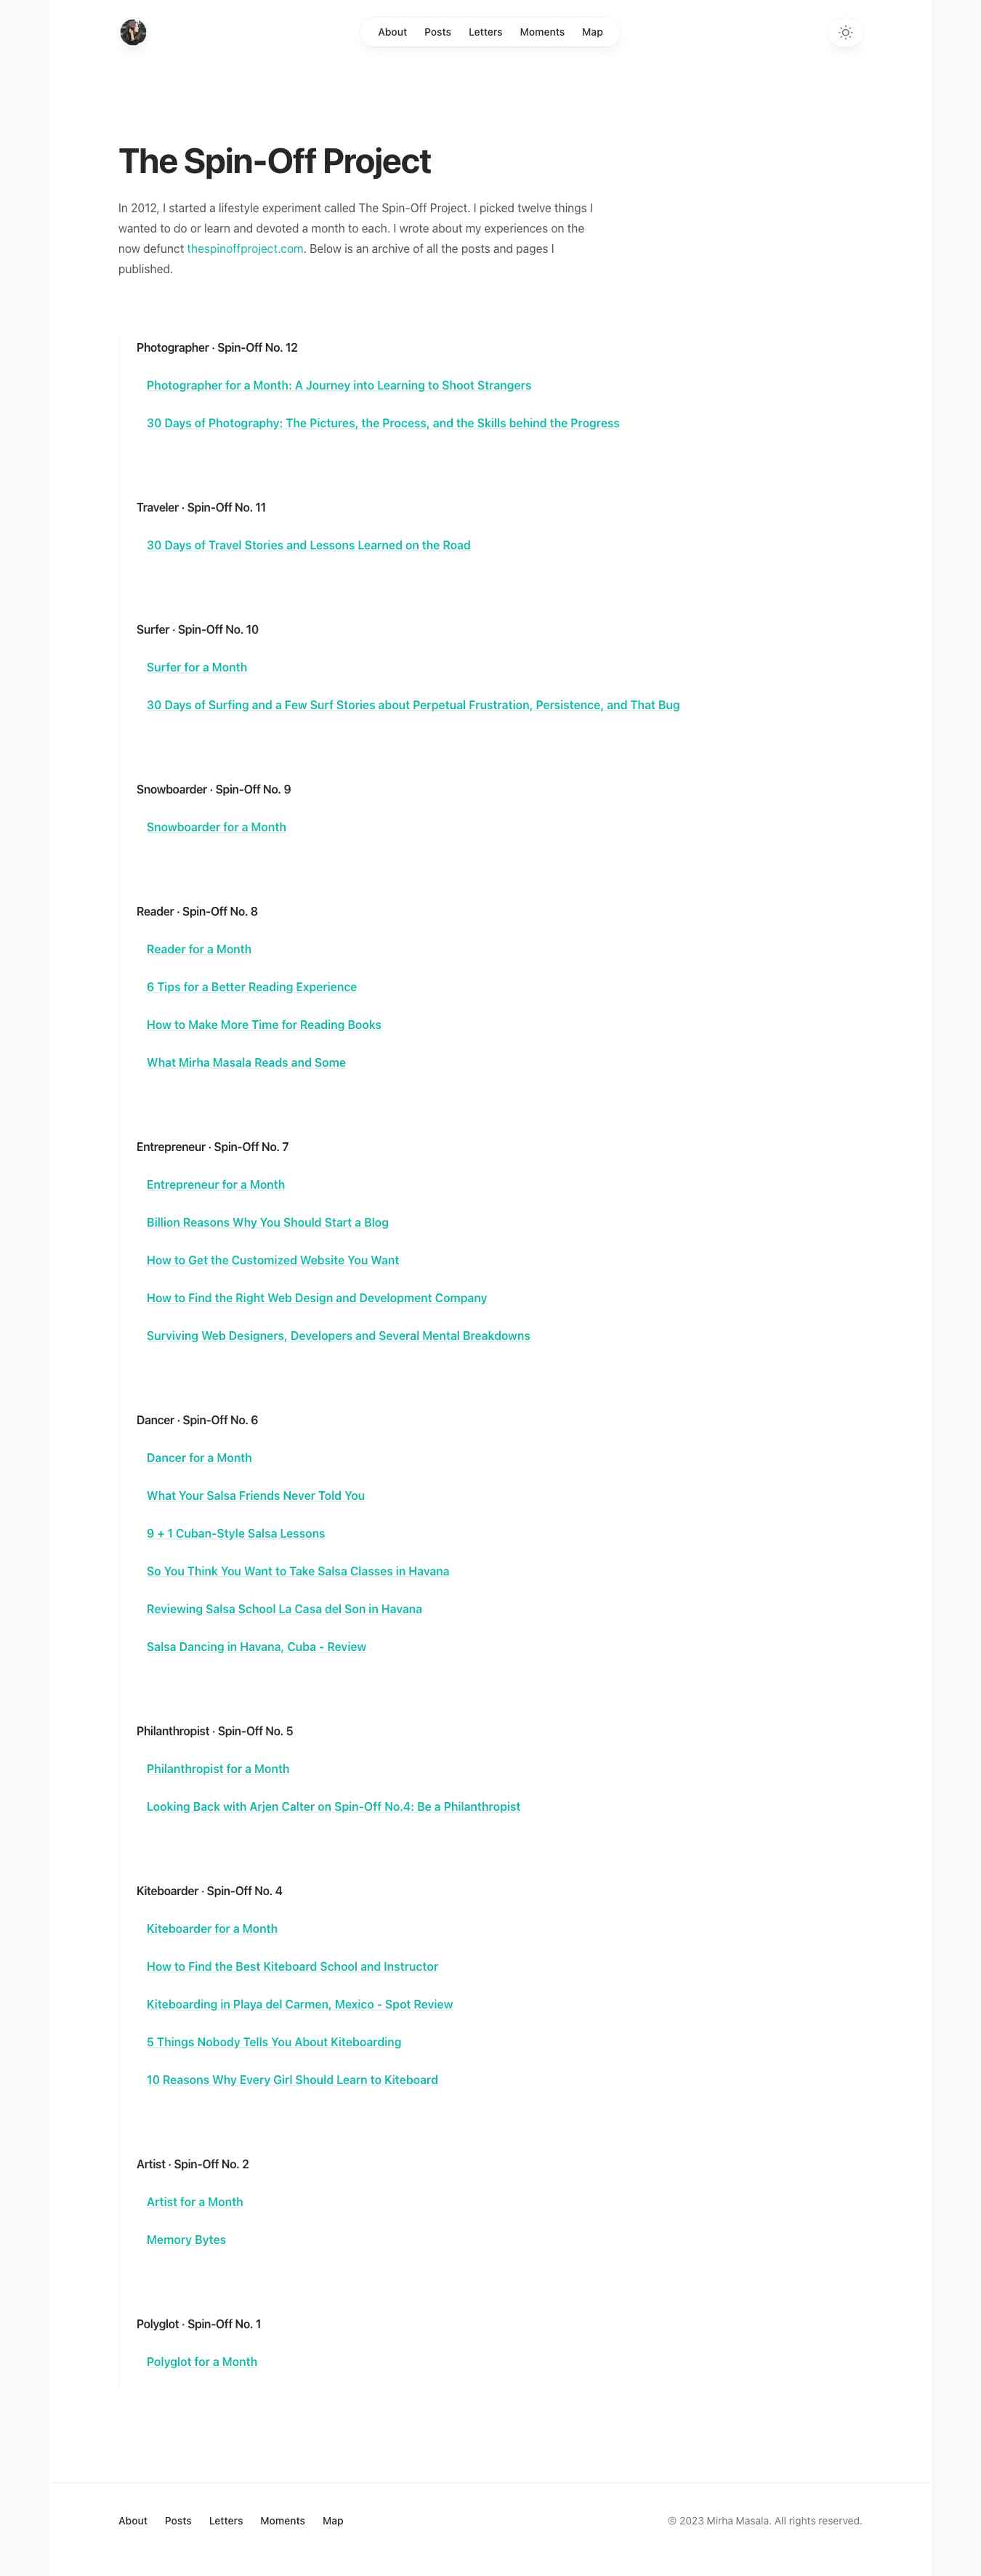 About Posts Letters Moments Map
The Spin-Off Project
In 2012, I started a lifestyle experiment called The Spin-Off Project. I picked twelve things I
wanted to do or learn and devoted a month to each. I wrote about my experiences on the
now defunct thespinoffproject.com. Below is an archive of all the posts and pages I
published.
Photographer · Spin-Off No. 12
Photographer for a Month: A Journey into Learning to Shoot Strangers
30 Days of Photography: The Pictures, the Process, and the Skills behind the Progress
Traveler · Spin-Off No. 11
30 Days of Travel Stories and Lessons Learned on the Road
Surfer · Spin-Off No. 10
Surfer for a Month
30 Days of Surfing and a Few Surf Stories about Perpetual Frustration, Persistence, and That Bug
Snowboarder · Spin-Off No. 9
Snowboarder for a Month
Reader · Spin-Off No. 8
Reader for a Month
6 Tips for a Better Reading Experience
How to Make More Time for Reading Books
What Mirha Masala Reads and Some
Entrepreneur · Spin-Off No. 7
Entrepreneur for a Month
Billion Reasons Why You Should Start a Blog
How to Get the Customized Website You Want
How to Find the Right Web Design and Development Company
Surviving Web Designers, Developers and Several Mental Breakdowns
Dancer · Spin-Off No. 6
Dancer for a Month
What Your Salsa Friends Never Told You
9 + 1 Cuban-Style Salsa Lessons
So You Think You Want to Take Salsa Classes in Havana
Reviewing Salsa School La Casa del Son in Havana
Salsa Dancing in Havana, Cuba - Review
Philanthropist · Spin-Off No. 5
Philanthropist for a Month
Looking Back with Arjen Calter on Spin-Off No.4: Be a Philanthropist
Kiteboarder · Spin-Off No. 4
Kiteboarder for a Month
How to Find the Best Kiteboard School and Instructor
Kiteboarding in Playa del Carmen, Mexico - Spot Review
5 Things Nobody Tells You About Kiteboarding
10 Reasons Why Every Girl Should Learn to Kiteboard
Artist · Spin-Off No. 2
Artist for a Month
Memory Bytes
Polyglot · Spin-Off No. 1
Polyglot for a Month
About Posts Letters Moments Map
© 2023 Mirha Masala. All rights reserved.